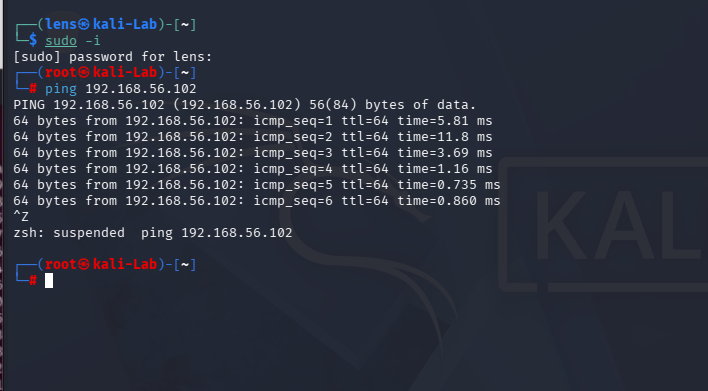 ┌──(lens㉿kali-Lab)-[~]
└─$ sudo -i
[sudo] password for lens:
┌──(root㉿kali-Lab)-[~]
└─# ping 192.168.56.102
PING 192.168.56.102 (192.168.56.102) 56(84) bytes of data.
64 bytes from 192.168.56.102: icmp_seq=1 ttl=64 time=5.81 ms
64 bytes from 192.168.56.102: icmp_seq=2 ttl=64 time=11.8 ms
64 bytes from 192.168.56.102: icmp_seq=3 ttl=64 time=3.69 ms
64 bytes from 192.168.56.102: icmp_seq=4 ttl=64 time=1.16 ms
64 bytes from 192.168.56.102: icmp_seq=5 ttl=64 time=0.735 ms
64 bytes from 192.168.56.102: icmp_seq=6 ttl=64 time=0.860 ms
^Z
zsh: suspended  ping 192.168.56.102
┌──(root㉿kali-Lab)-[~]
└─#
KAL